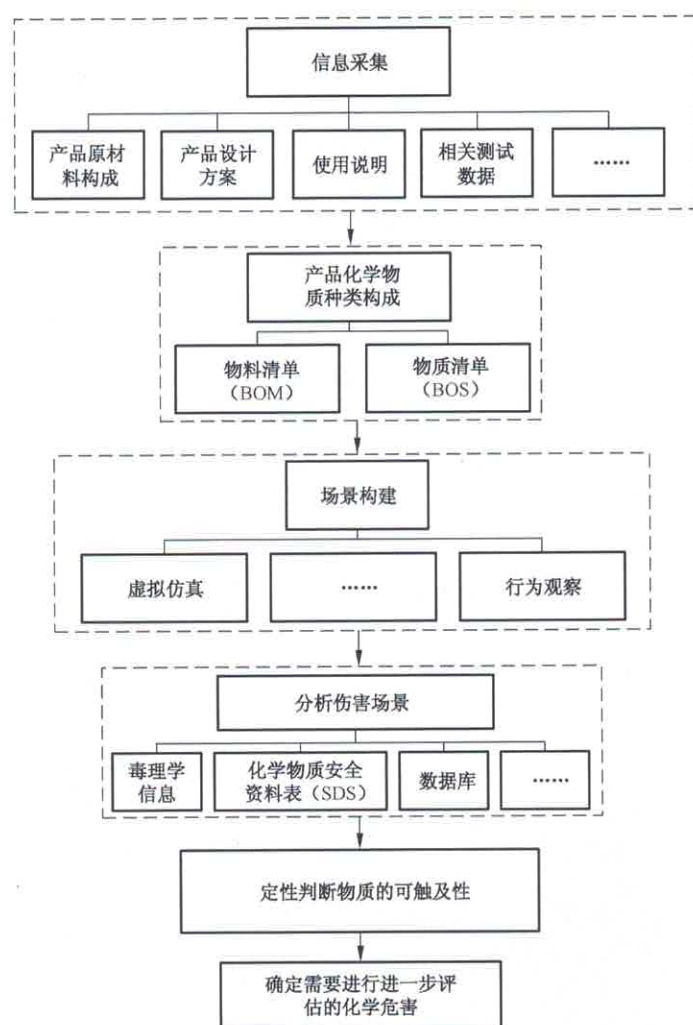 信息采集
产品原材
料构成
产品设计
方案
使用说明
相关测试
数据
……
产品化学物
质种类构成
物料清单
（BOM）
物质清单
（BOS）
场景构建
虚拟仿真
……
行为观察
分析伤害场景
毒理学
信息
化学物质安全
资料表（SDS）
数据库
……
定性判断物质的可触及性
确定需要进行进一步评
估的化学危害